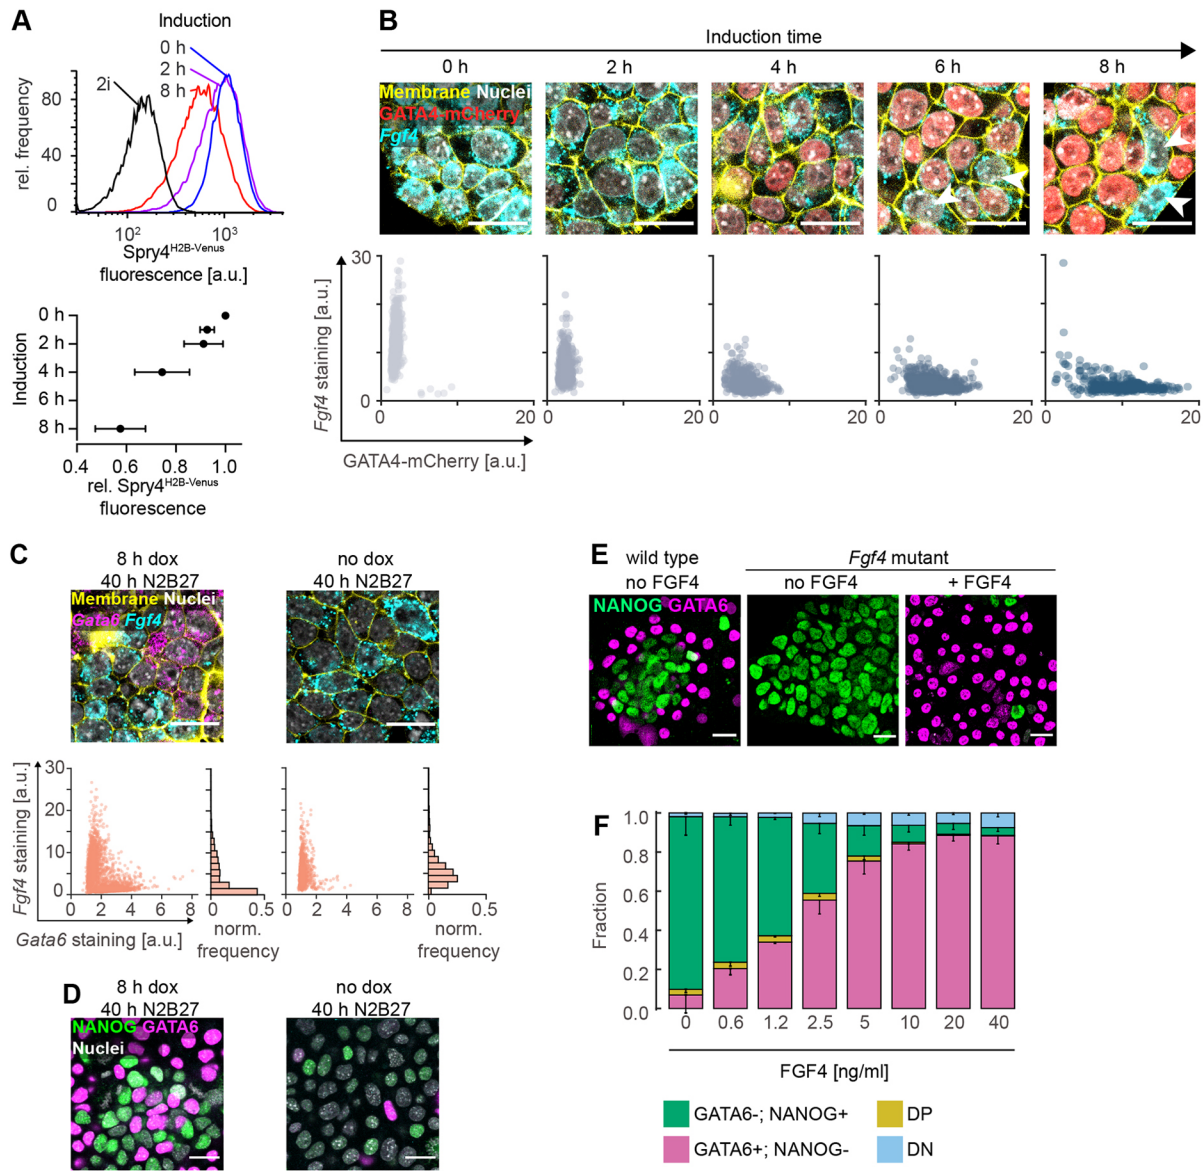 A
Induction
0 h
2 h
8 h
2i
rel. frequency
80
40
0
10²
10³
Spry4^H2B-Venus
fluorescence [a.u.]
Induction
0 h
2 h
4 h
6 h
8 h
0.4
0.6
0.8
1.0
rel. Spry4^H2B-Venus
fluorescence
B
Induction time
0 h
2 h
4 h
6 h
8 h
Membrane Nuclei
GATA4-mCherry
Fgf4
Fgf4 staining [a.u.]
30
0
0
20
0
20
0
20
0
20
0
20
GATA4-mCherry [a.u.]
C
8 h dox
40 h N2B27
no dox
40 h N2B27
Membrane Nuclei
Gata6 Fgf4
Fgf4 staining [a.u.]
30
20
10
0
0
2
4
6
8
Gata6 staining [a.u.]
0
0.5
norm.
frequency
0
2
4
6
8
0
0.5
norm.
frequency
D
8 h dox
40 h N2B27
no dox
40 h N2B27
NANOG GATA6
Nuclei
E
wild type
no FGF4
Fgf4 mutant
no FGF4
+ FGF4
NANOG GATA6
F
Fraction
1.0
0.8
0.6
0.4
0.2
0.0
0
0.6
1.2
2.5
5
10
20
40
FGF4 [ng/ml]
GATA6-; NANOG+
DP
GATA6+; NANOG-
DN